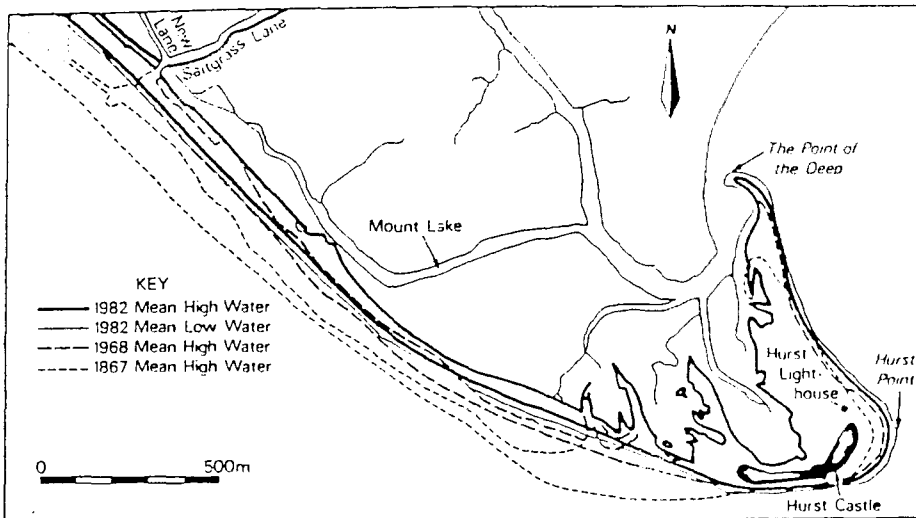 New
Lane
Saltgrass Lane
N
The Point of
the Deep
Mount Lake
KEY
1982 Mean High Water
1982 Mean Low Water
1968 Mean High Water
1867 Mean High Water
Hurst
Light-
house
Hurst
Point
0 500m
Hurst Castle